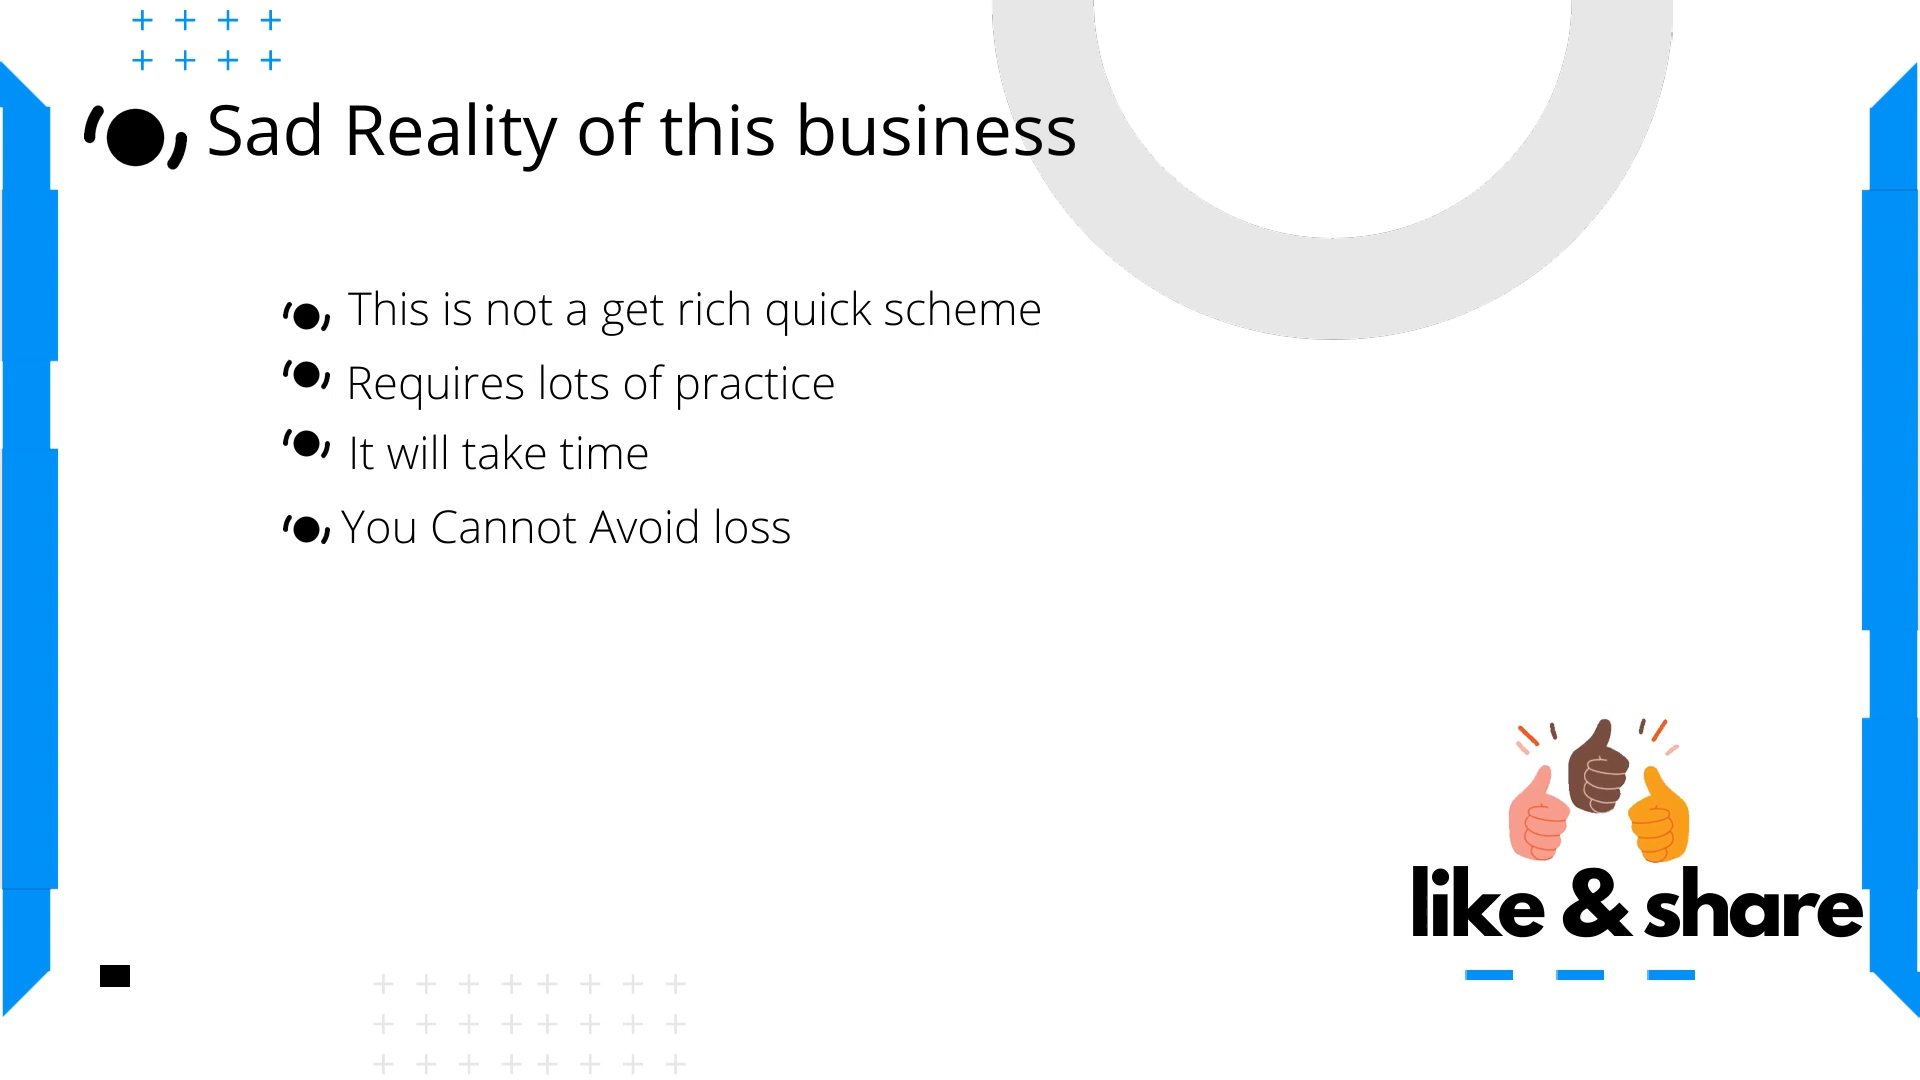 Sad Reality of this business
This is not a get rich quick scheme
Requires lots of practice
It will take time
You Cannot Avoid loss
like & share